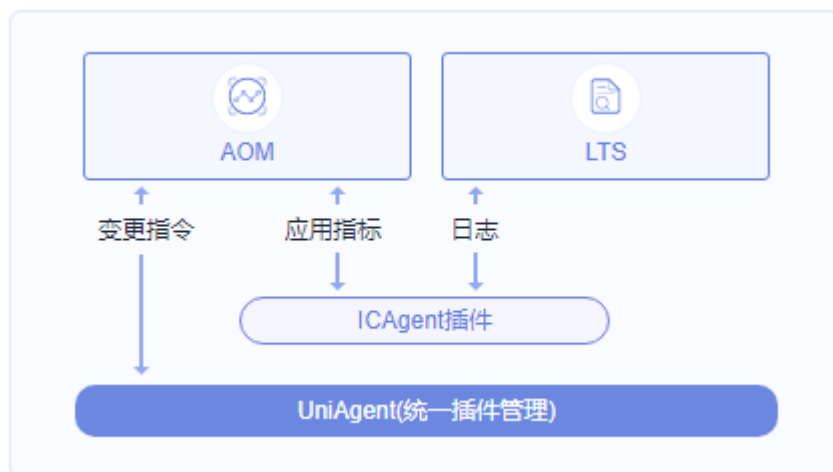 AOM
LTS
变更指令
应用指标
日志
ICAgent插件
UniAgent(统一插件管理)